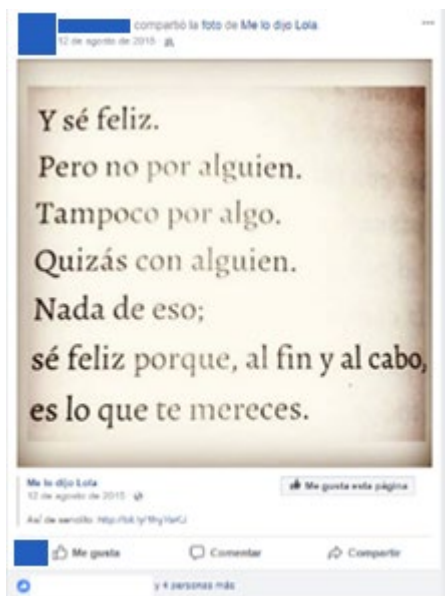 compartió la foto de Me lo dijo Lola.
12 de agosto de 2015
Y sé feliz.
Pero no por alguien.
Tampoco por algo.
Quizás con alguien.
Nada de eso;
sé feliz porque, al fin y al cabo,
es lo que te mereces.
Me lo dijo Lola
12 de agosto de 2015
Me gusta esta página
Así de sencillo:
Me gusta
Comentar
Compartir
y 4 personas más